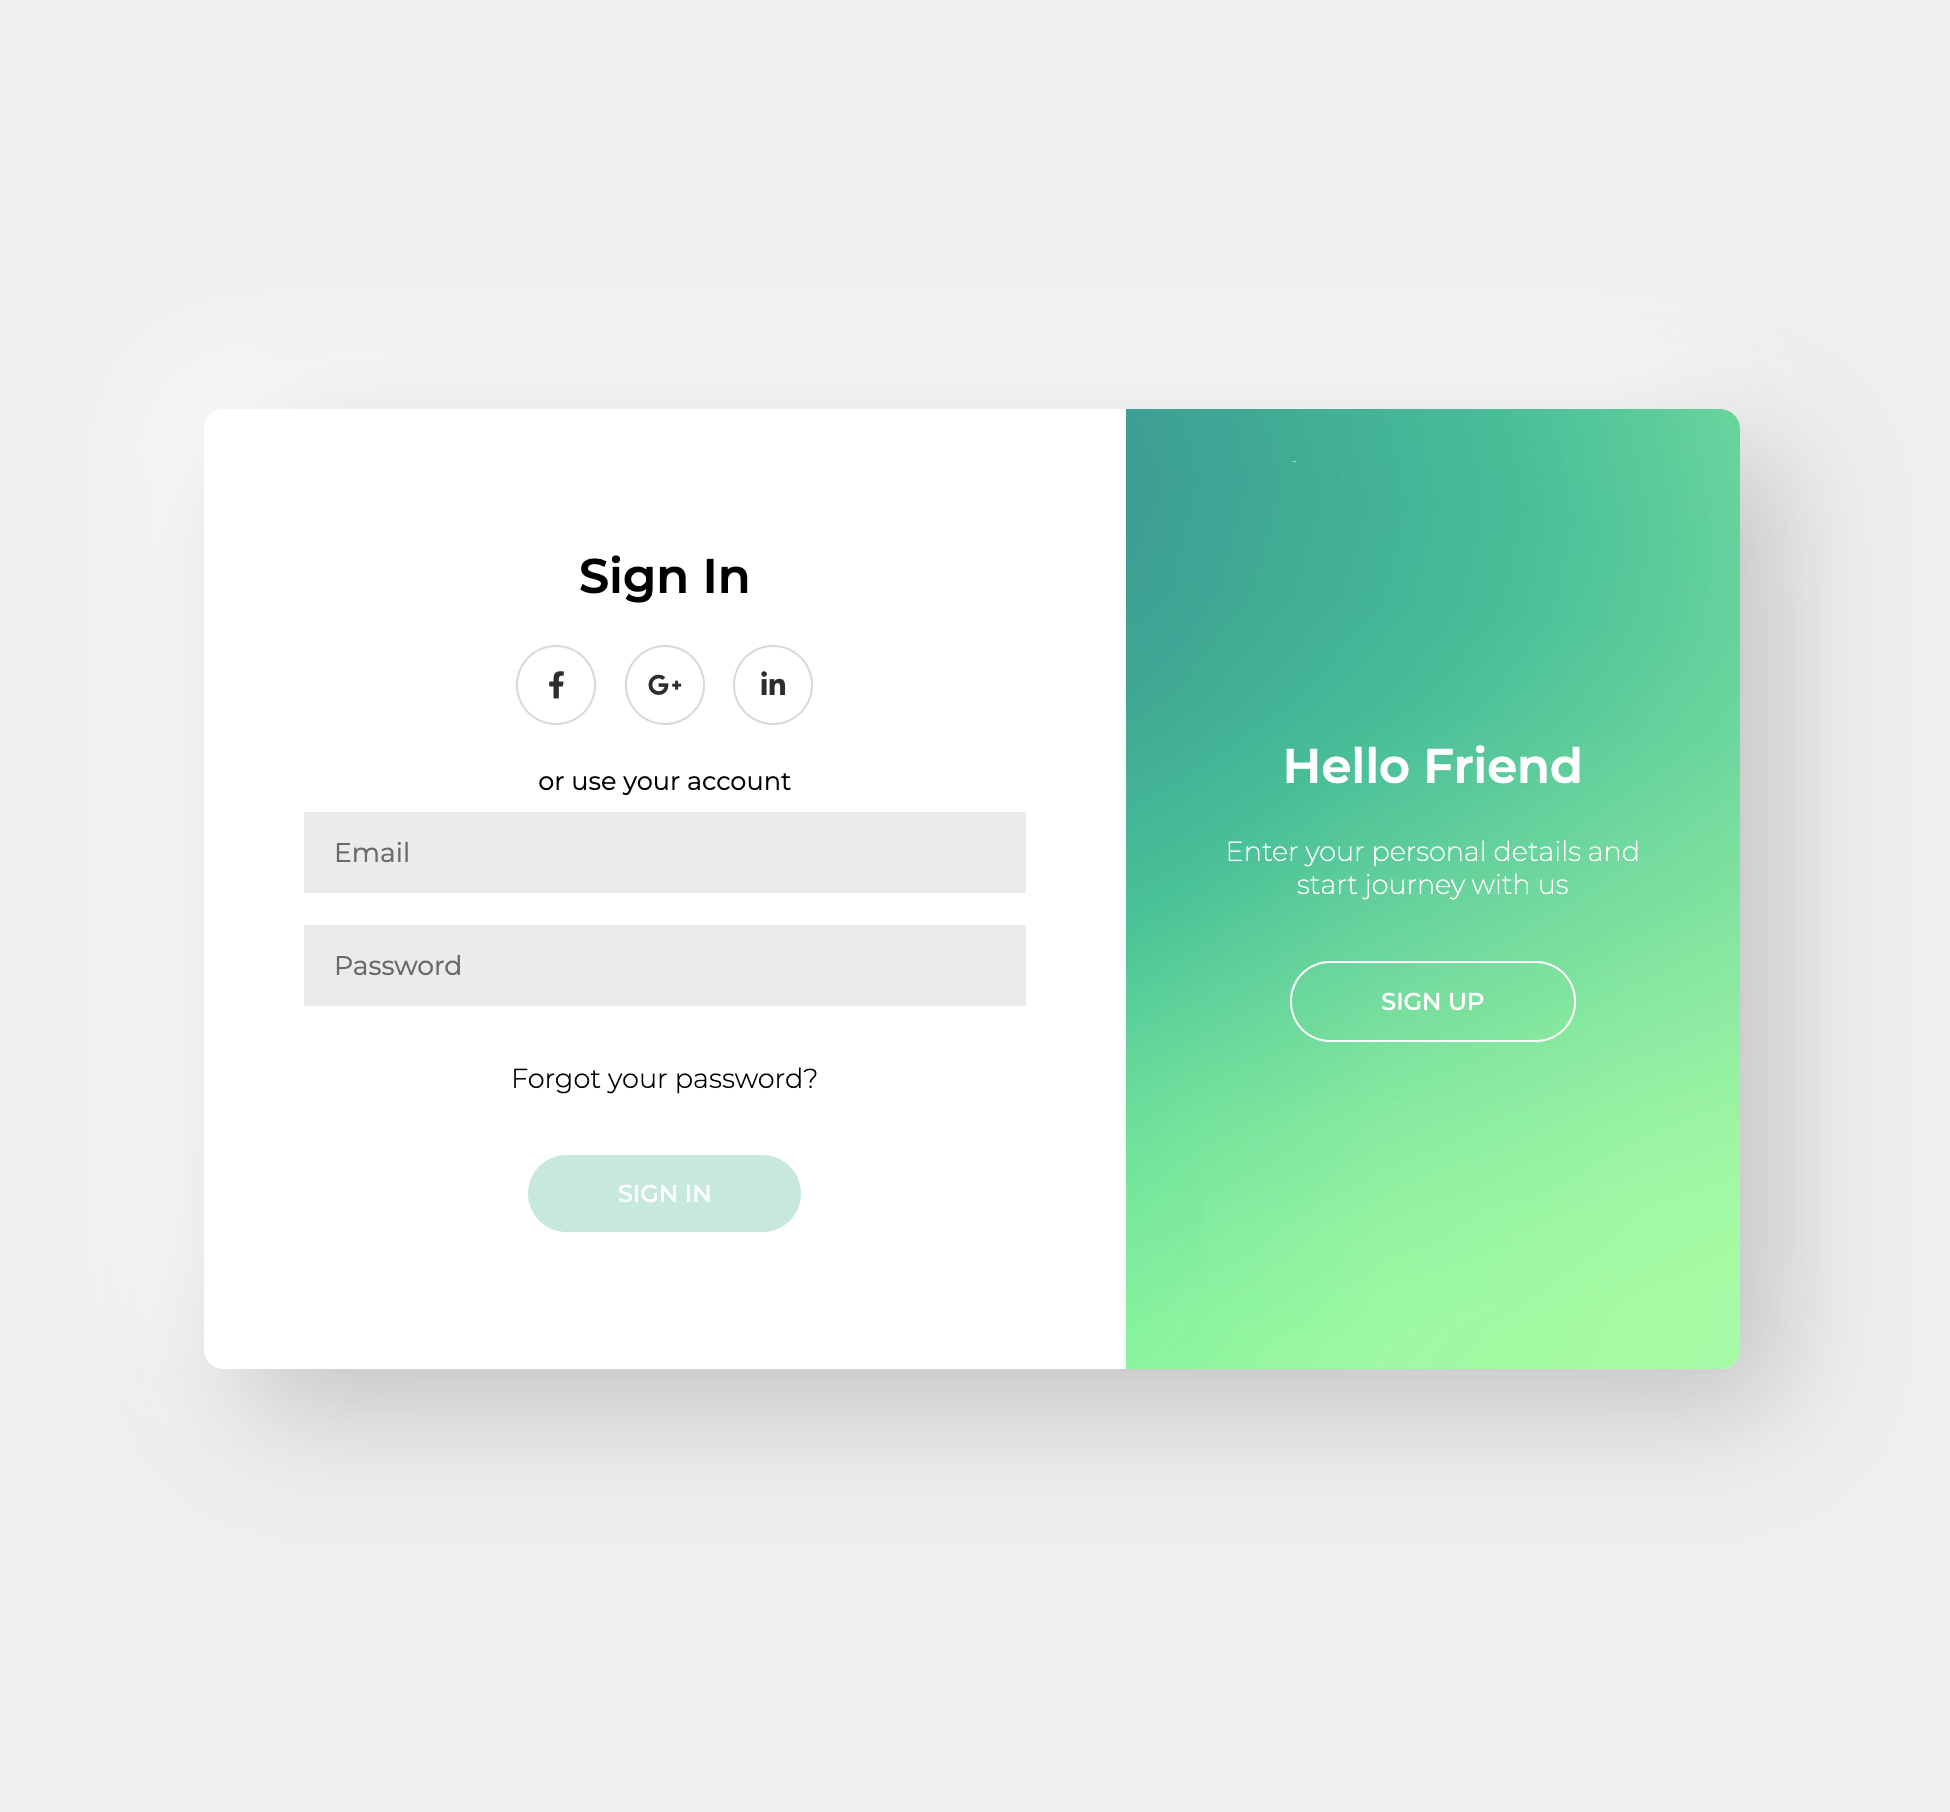 Sign In
f G+ in
or use your account
Email
Password
Forgot your password?
SIGN IN
Hello Friend
Enter your personal details and
start journey with us
SIGN UP